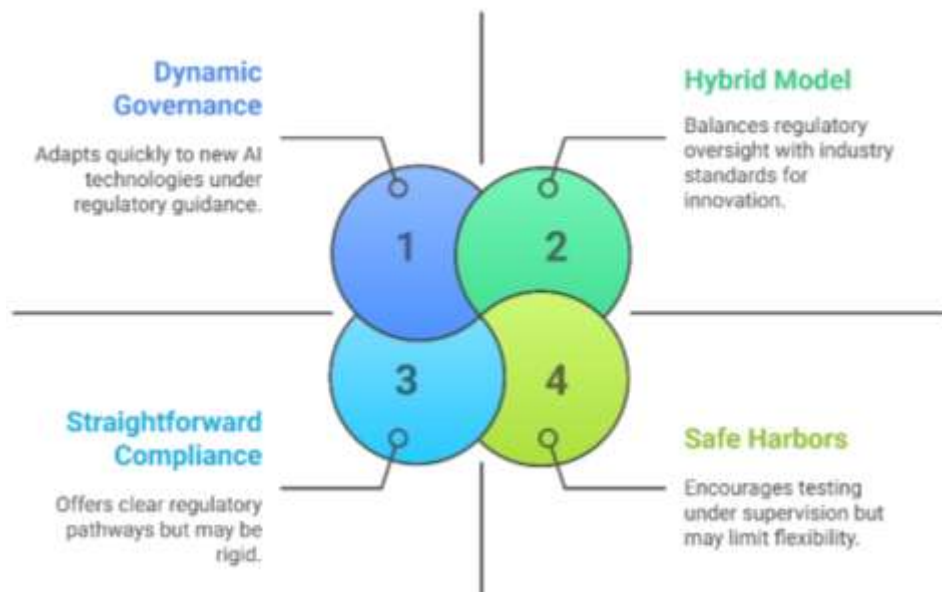 Dynamic
Governance
Adapts quickly to new AI
technologies under
regulatory guidance.
Hybrid Model
Balances regulatory
oversight with industry
standards for
innovation.
1
2
3
4
Straightforward
Compliance
Offers clear regulatory
pathways but may be
rigid.
Safe Harbors
Encourages testing
under supervision but
may limit flexibility.